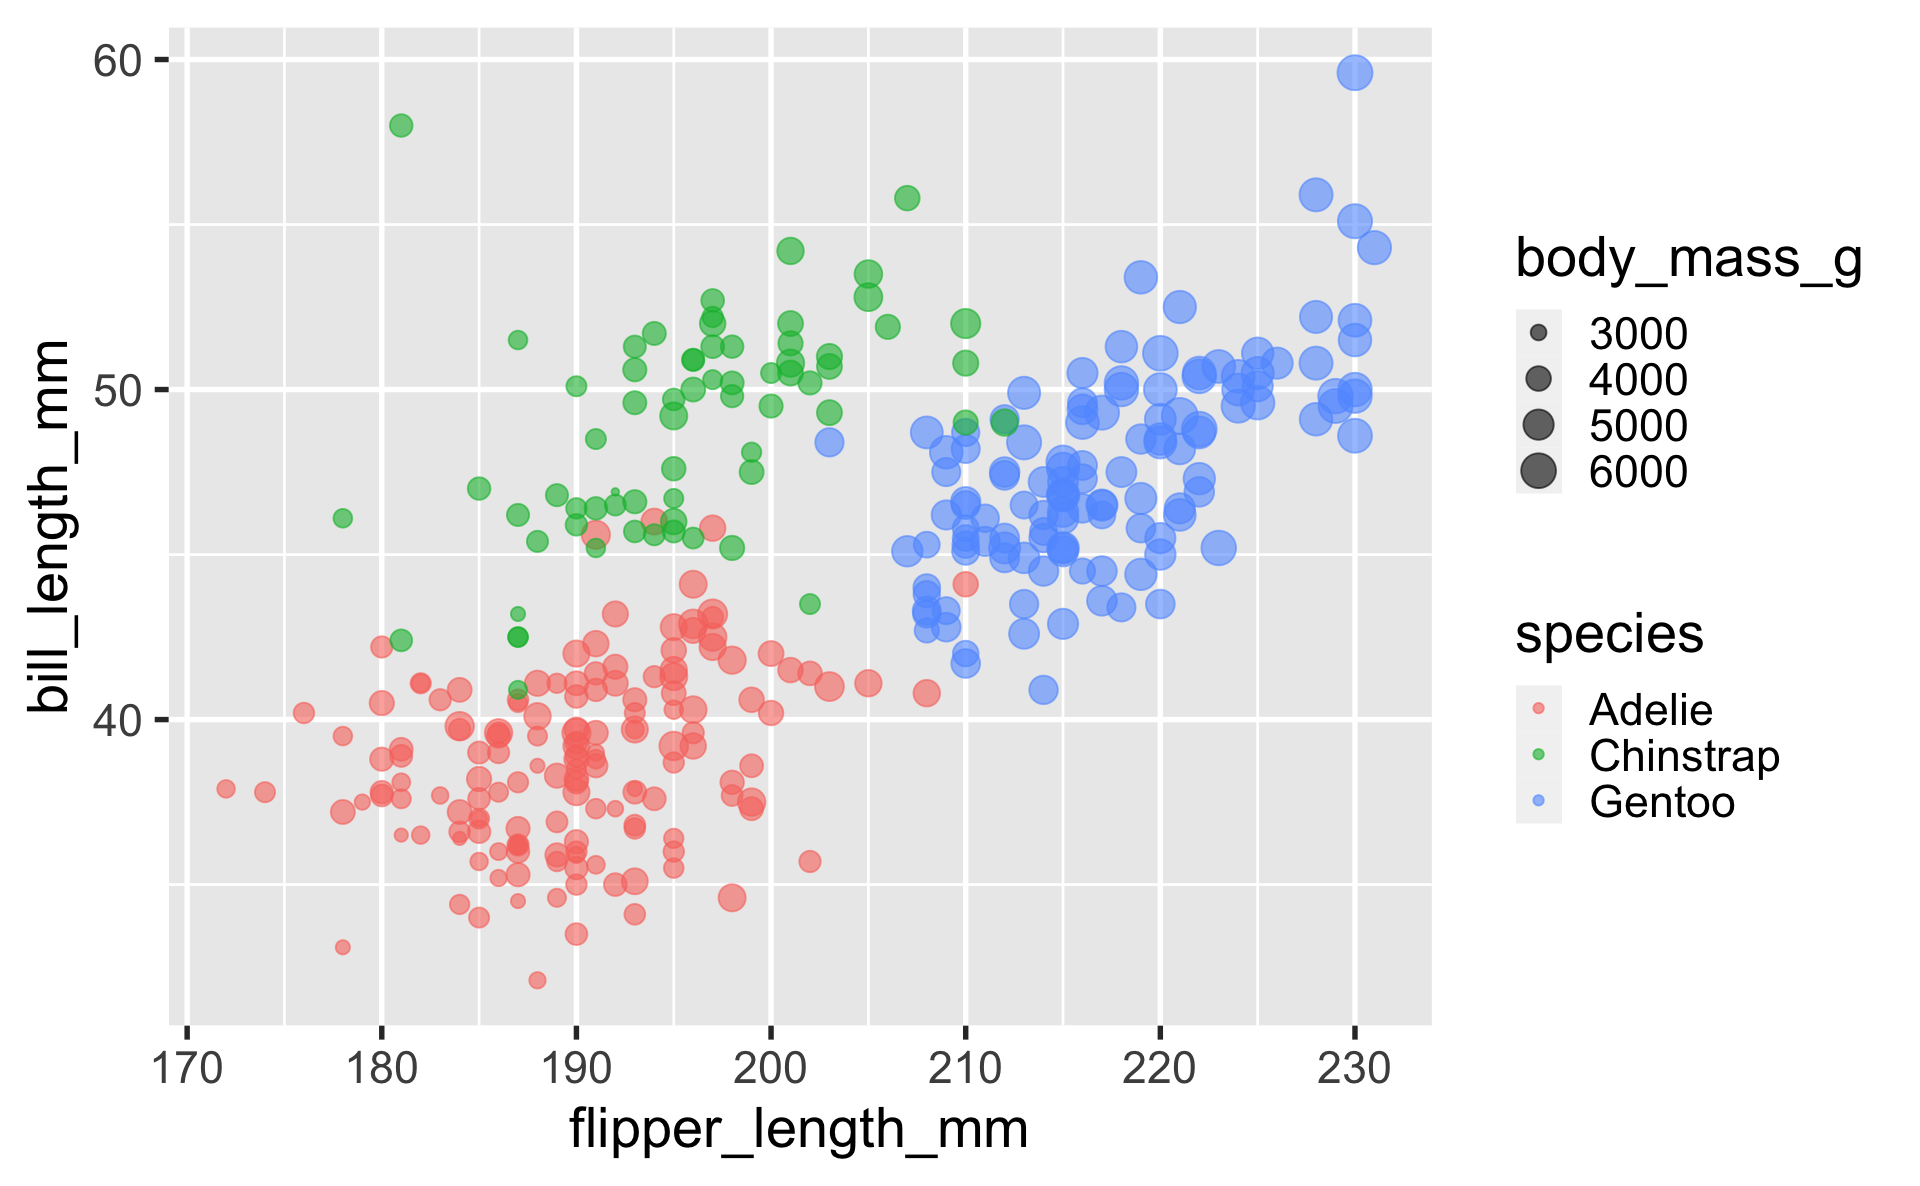 60
50
40
bill_length_mm
170 180 190 200 210 220 230
flipper_length_mm
body_mass_g
3000
4000
5000
6000
species
Adelie
Chinstrap
Gentoo